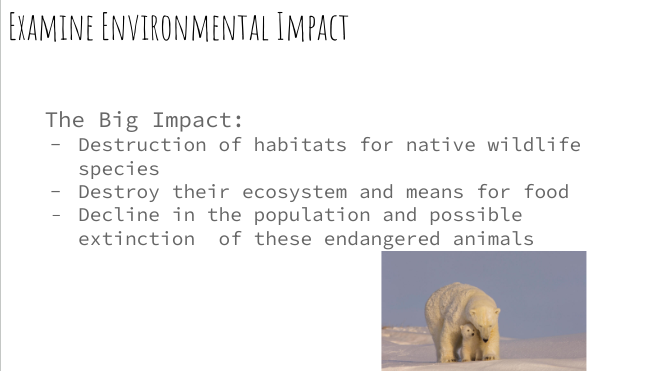 Examine Environmental Impact
The Big Impact:
- Destruction of habitats for native wildlife
species
- Destroy their ecosystem and means for food
- Decline in the population and possible
extinction  of these endangered animals